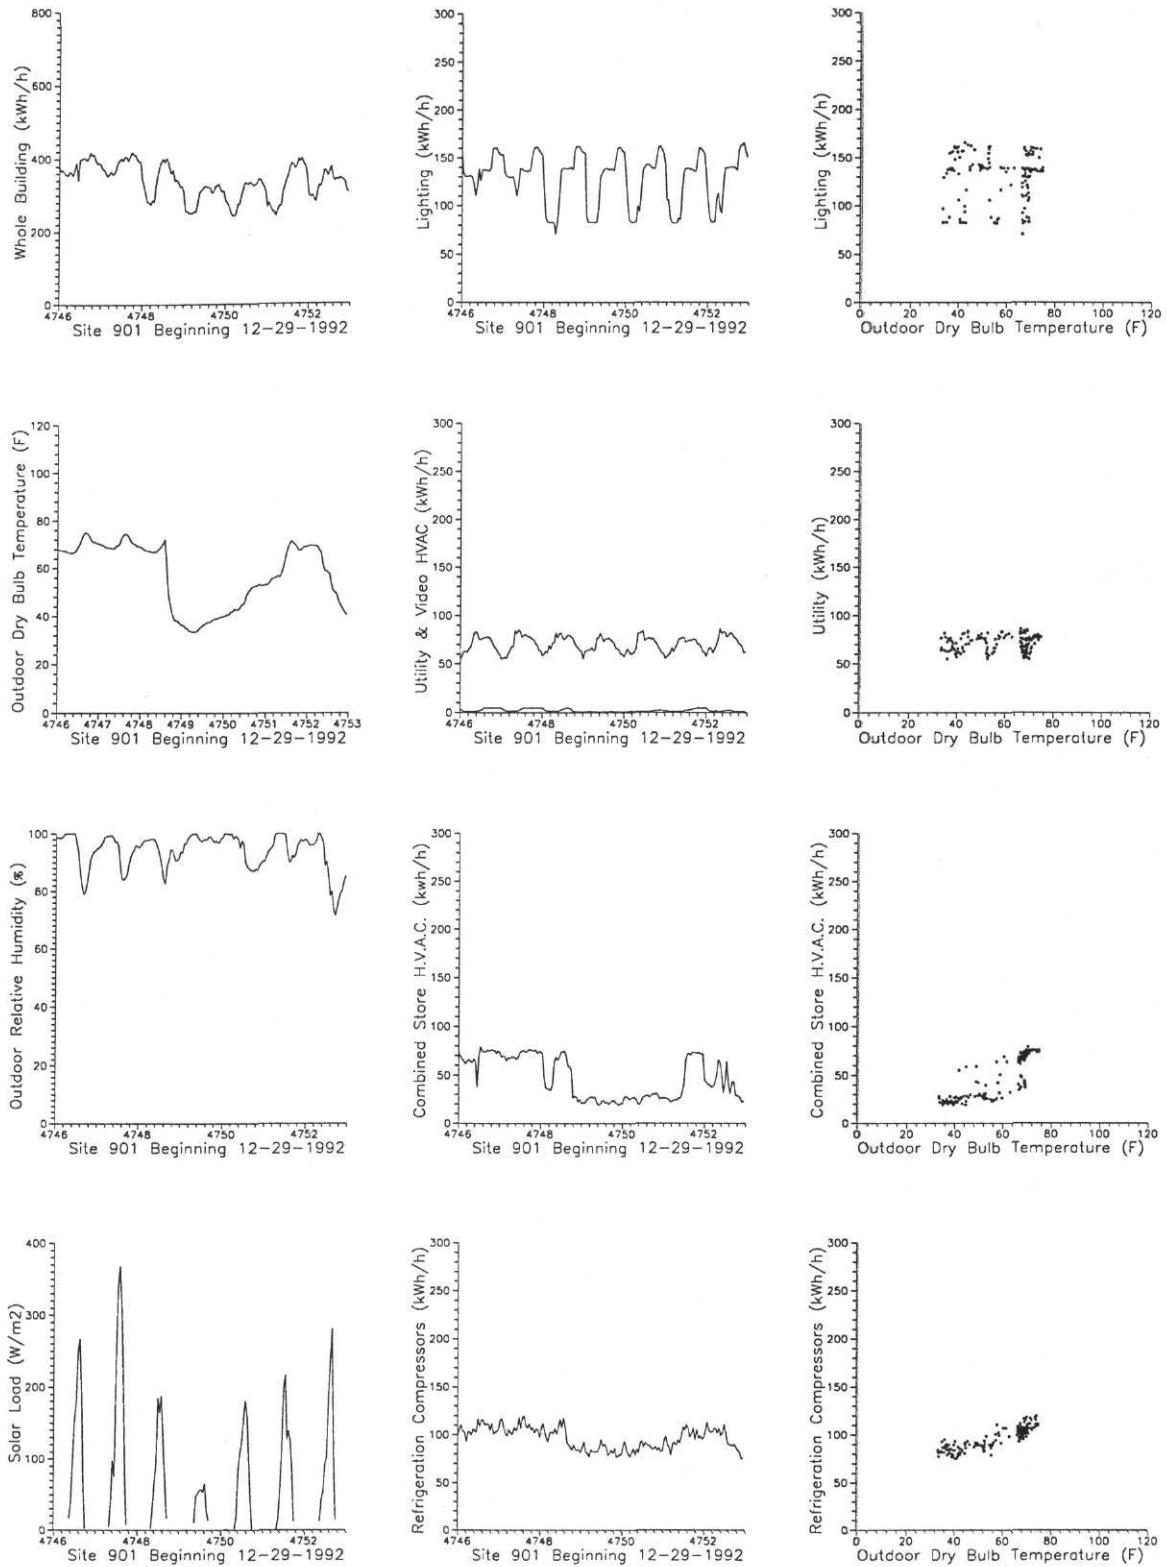 Whole Building (kWh/h)
800
600
400
200
0
4746 4748 4750 4752
Site 901 Beginning 12-29-1992
Lighting (kWh/h)
300
250
200
150
100
50
0
4746 4748 4750 4752
Site 901 Beginning 12-29-1992
Lighting (kWh/h)
300
250
200
150
100
50
0
0 20 40 60 80 100 120
Outdoor Dry Bulb Temperature (F)
Outdoor Dry Bulb Temperature (F)
120
100
80
60
40
20
0
4746 4747 4748 4749 4750 4751 4752 4753
Site 901 Beginning 12-29-1992
Utility & Video HVAC (kWh/h)
300
250
200
150
100
50
0
4746 4748 4750 4752
Site 901 Beginning 12-29-1992
Utility (kWh/h)
300
250
200
150
100
50
0
0 20 40 60 80 100 120
Outdoor Dry Bulb Temperature (F)
Outdoor Relative Humidity (%)
100
80
60
40
20
0
4746 4748 4750 4752
Site 901 Beginning 12-29-1992
Combined Store H.V.A.C. (kwh/h)
300
250
200
150
100
50
0
4746 4748 4750 4752
Site 901 Beginning 12-29-1992
Combined Store H.V.A.C. (kWh/h)
300
250
200
150
100
50
0
0 20 40 60 80 100 120
Outdoor Dry Bulb Temperature (F)
Solar Load (W/m2)
400
300
200
100
0
4746 4748 4750 4752
Site 901 Beginning 12-29-1992
Refrigration Compressors (kWh/h)
300
250
200
150
100
50
0
4746 4748 4750 4752
Site 901 Beginning 12-29-1992
Refrigeration Compressors (kWh/h)
300
250
200
150
100
50
0
0 20 40 60 80 100 120
Outdoor Dry Bulb Temperature (F)